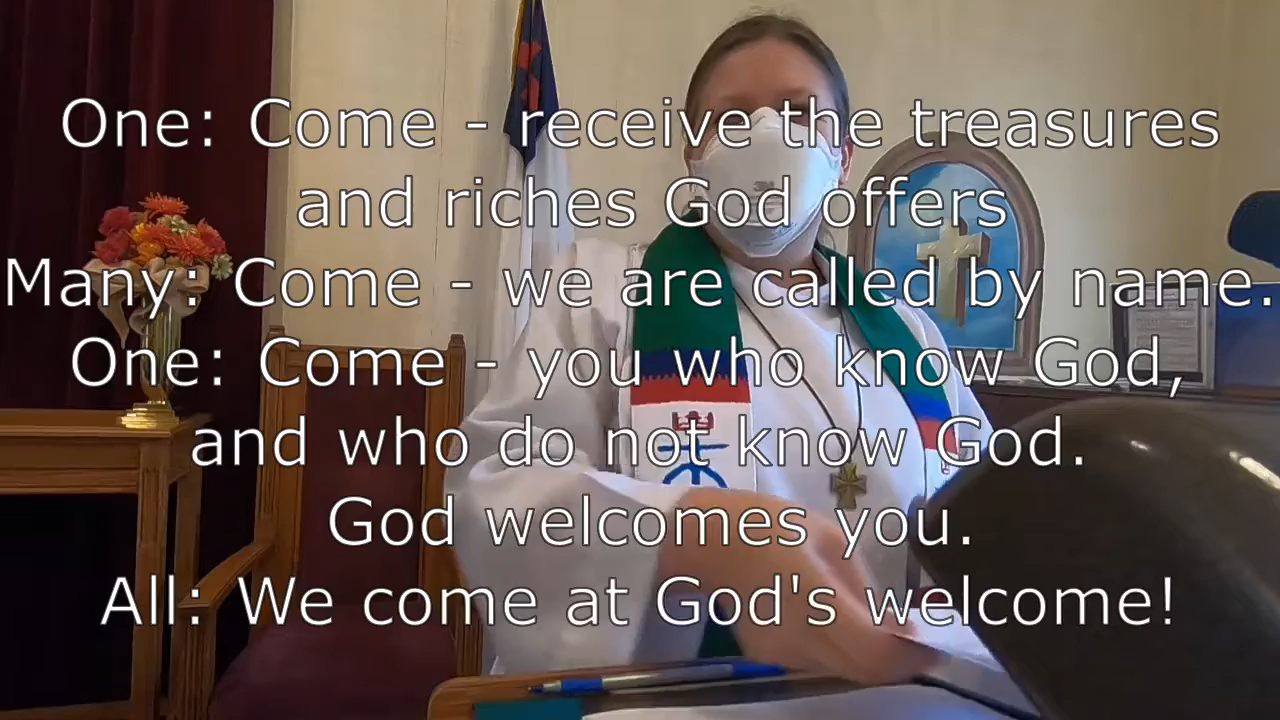 One: Come - receive the treasures
and riches God offers
Many: Come - we are called by name.
One: Come - you who know God,
and who do not know God.
God welcomes you.
All: We come at God's welcome!